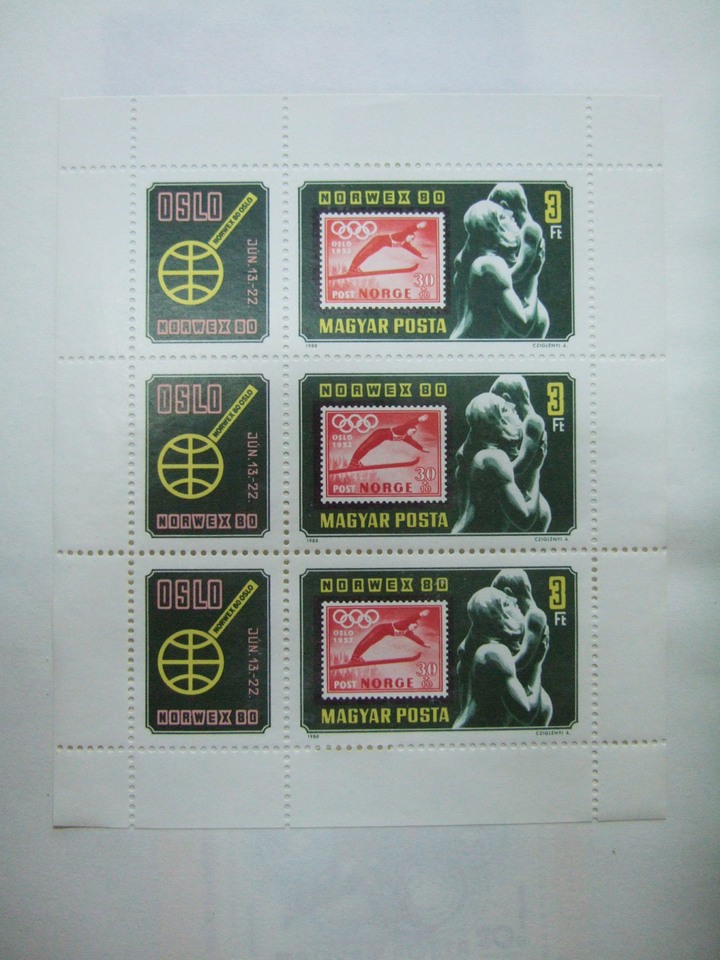 OSLO
NORWEX 80 OSLO
JÚN. 13.-22.
NORWEX 80
NORWEX 80
OSLO
1952
30
POST NORGE
MAGYAR POSTA
3
Ft
1980
CZIGLÉNYI Á.
OSLO
NORWEX 80 OSLO
JÚN. 13.-22.
NORWEX 80
NORWEX 80
OSLO
1952
30
POST NORGE
MAGYAR POSTA
3
Ft
1980
CZIGLÉNYI Á.
OSLO
NORWEX 80 OSLO
JÚN. 13.-22.
NORWEX 80
NORWEX 80
OSLO
1952
30
POST NORGE
MAGYAR POSTA
3
Ft
1980
CZIGLÉNYI Á.